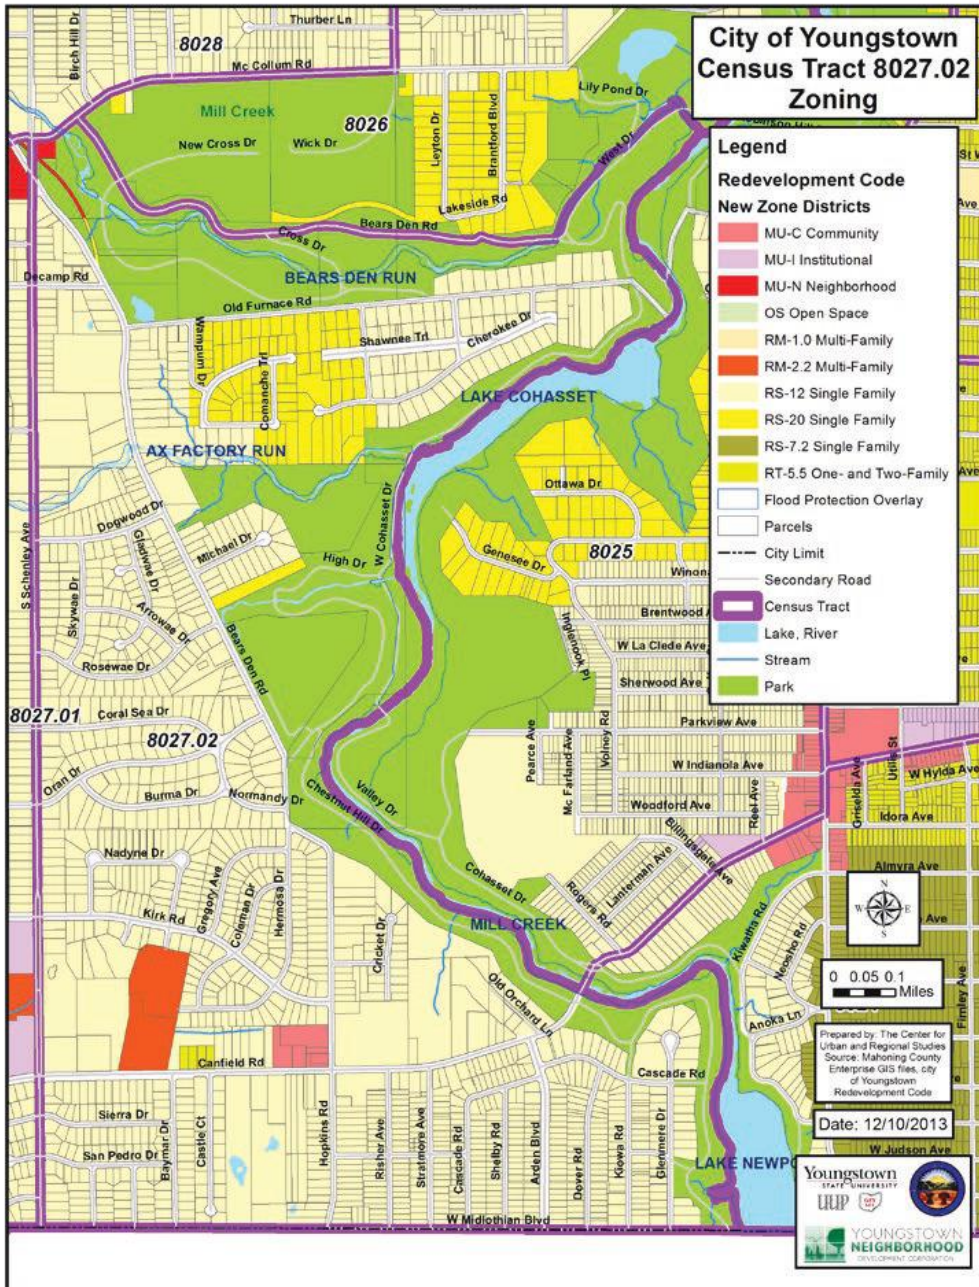 City of Youngstown
Census Tract 8027.02
Zoning
Legend
Redevelopment Code
New Zone Districts
MU-C Community
MU-I Institutional
MU-N Neighborhood
OS Open Space
RM-1.0 Multi-Family
RM-2.2 Multi-Family
RS-12 Single Family
RS-20 Single Family
RS-7.2 Single Family
RT-5.5 One- and Two-Family
Flood Protection Overlay
Parcels
City Limit
Secondary Road
Census Tract
Lake, River
Stream
Park
Birch Hill Dr
8028
Thurber Ln
Mc Collum Rd
Mill Creek
8026
New Cross Dr
Wick Dr
Leyton Dr
Brantford Blvd
Lily Pond Dr
West Dr
St W
Ave
Lakeside Rd
Bears Den Rd
Cross Dr
Decamp Rd
BEARS DEN RUN
Old Furnace Rd
Wampum Dr
Shawnee Trl
Cherokee Dr
Comanche Trl
LAKE COHASSET
AX FACTORY RUN
S Schenley Ave
Dogwood Dr
Gladwae Dr
Michael Dr
W Cohasset Dr
High Dr
Ottawa Dr
Genesee Dr
8025
Winona
Brentwood A
Skywae Dr
Arrowae Dr
Rosewae Dr
Bears Den Rd
Inglenook Pl
W La Clede Ave
Sherwood Ave
8027.01
Coral Sea Dr
8027.02
Oran Dr
Burma Dr
Normandy Dr
Valley Dr
Chestnut Hill Dr
Pearce Ave
Mc Farland Ave
Volney Rd
Parkview Ave
W Indianola Ave
Woodford Ave
Reel Ave
Billingsgate Ave
Lanterman Ave
Rogers Rd
Griselda Ave
Utilis St
W Hylda Ave
Idora Ave
Almyra Ave
Ave
Nadyne Dr
Kirk Rd
Gregory Ave
Coleman Dr
Hermosa Dr
Cricket Dr
Cohasset Dr
MILL CREEK
Old Orchard Ln
Kiwatha Rd
Neosho Rd
Anoka Ln
Firnley Ave
N
W
E
S
0 0.05 0.1
Miles
Canfield Rd
Cascade Rd
Sierra Dr
San Pedro Dr
Baymar Dr
Castle Ct
Hopkins Rd
Risher Ave
Stratmore Ave
Cascade Rd
Shelby Rd
Arden Blvd
Dover Rd
Kiowa Rd
Glenmere Dr
LAKE NEWPO
W Midlothian Blvd
W Judson Ave
Prepared by: The Center for
Urban and Regional Studies
Source: Mahoning County
Enterprise GIS files, city
of Youngstown
Redevelopment Code
Date: 12/10/2013
Youngstown
STATE UNIVERSITY
UUP
YOUNGSTOWN
NEIGHBORHOOD
DEVELOPMENT CORPORATION